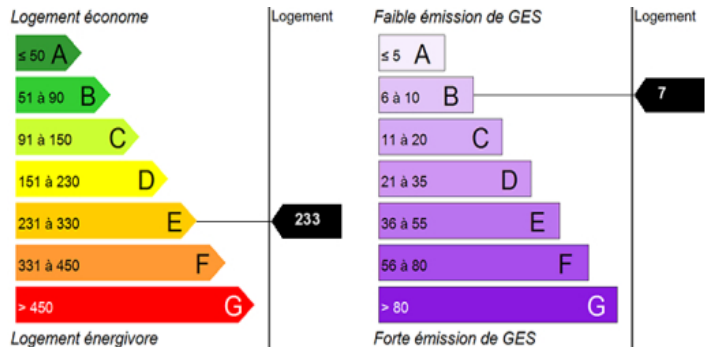 Logement économe
Logement
≤ 50 A
51 à 90 B
91 à 150 C
151 à 230 D
231 à 330 E
233
331 à 450 F
> 450 G
Logement énergivore
Faible émission de GES
Logement
≤ 5 A
6 à 10 B
7
11 à 20 C
21 à 35 D
36 à 55 E
56 à 80 F
> 80 G
Forte émission de GES